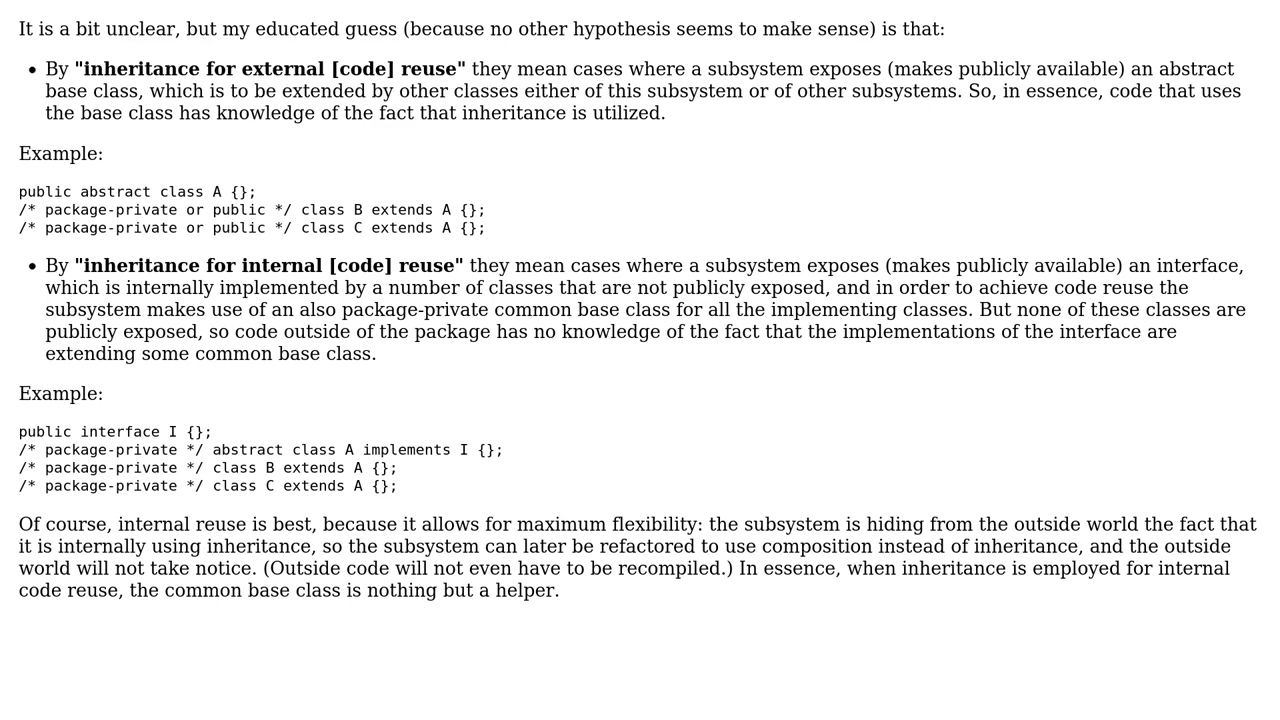 It is a bit unclear, but my educated guess (because no other hypothesis seems to make sense) is that:
• By "inheritance for external [code] reuse" they mean cases where a subsystem exposes (makes publicly available) an abstract
base class, which is to be extended by other classes either of this subsystem or of other subsystems. So, in essence, code that uses
the base class has knowledge of the fact that inheritance is utilized.
Example:
public abstract class A {};
/* package-private or public */ class B extends A {};
/* package-private or public */ class C extends A {};
• By "inheritance for internal [code] reuse" they mean cases where a subsystem exposes (makes publicly available) an interface,
which is internally implemented by a number of classes that are not publicly exposed, and in order to achieve code reuse the
subsystem makes use of an also package-private common base class for all the implementing classes. But none of these classes are
publicly exposed, so code outside of the package has no knowledge of the fact that the implementations of the interface are
extending some common base class.
Example:
public interface I {};
/* package-private */ abstract class A implements I {};
/* package-private */ class B extends A {};
/* package-private */ class C extends A {};
Of course, internal reuse is best, because it allows for maximum flexibility: the subsystem is hiding from the outside world the fact that
it is internally using inheritance, so the subsystem can later be refactored to use composition instead of inheritance, and the outside
world will not take notice. (Outside code will not even have to be recompiled.) In essence, when inheritance is employed for internal
code reuse, the common base class is nothing but a helper.